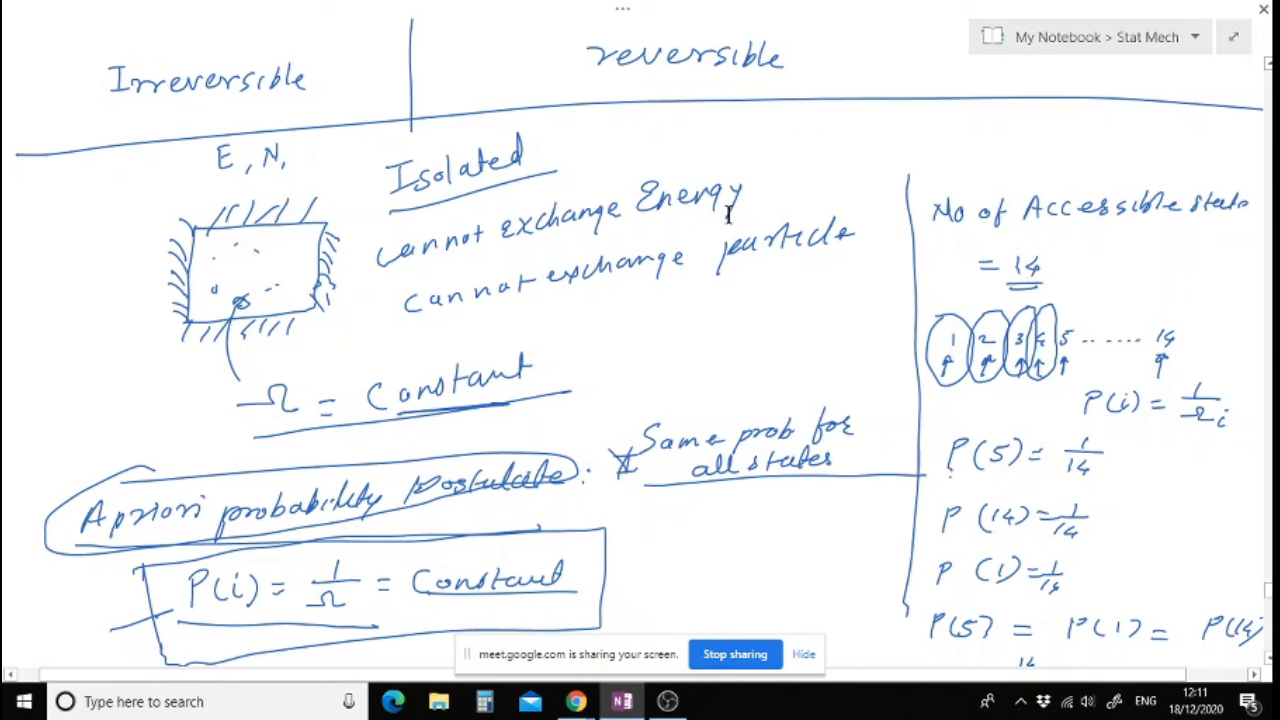 My Notebook > Stat Mech
Irreversible
reversible
E, N,
Isolated
cannot exchange Energy
cannot exchange particle
Ω = Constant
Apriori probability postulate :
Same prob for
all states
P(i) = 1/Ω = Constant
No of Accessible state
= 14
1 2 3 4 5 ........ 14
P(i) = 1/Ωi
P(5) = 1/14
P(14) = 1/14
P(1) = 1/14
P(5) = P(1) = P(14)
meet.google.com is sharing your screen.
Stop sharing
Hide
Type here to search
ENG
12:11
18/12/2020
5